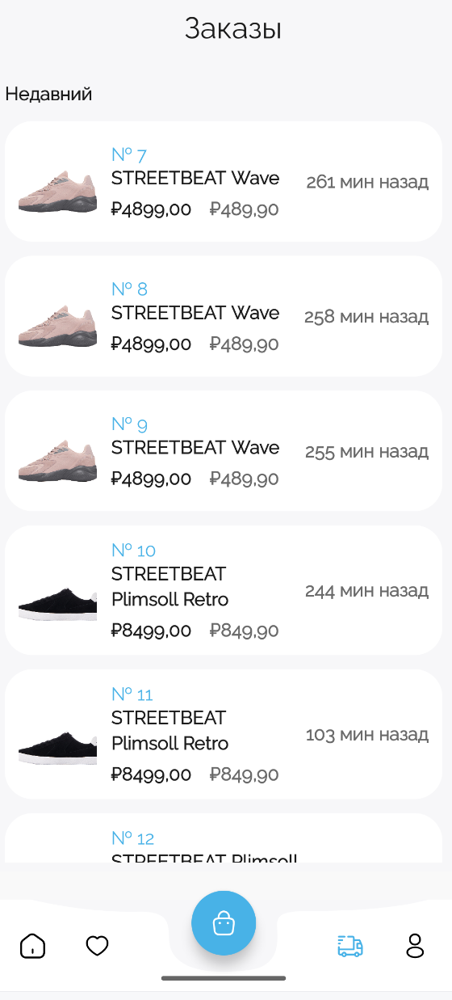 Заказы
Недавний
№ 7
STREETBEAT Wave
₽4899,00 ₽489,90
261 мин назад
№ 8
STREETBEAT Wave
₽4899,00 ₽489,90
258 мин назад
№ 9
STREETBEAT Wave
₽4899,00 ₽489,90
255 мин назад
№ 10
STREETBEAT
Plimsoll Retro
₽8499,00 ₽849,90
244 мин назад
№ 11
STREETBEAT
Plimsoll Retro
₽8499,00 ₽849,90
103 мин назад
№ 12
STREETBEAT Plimsoll